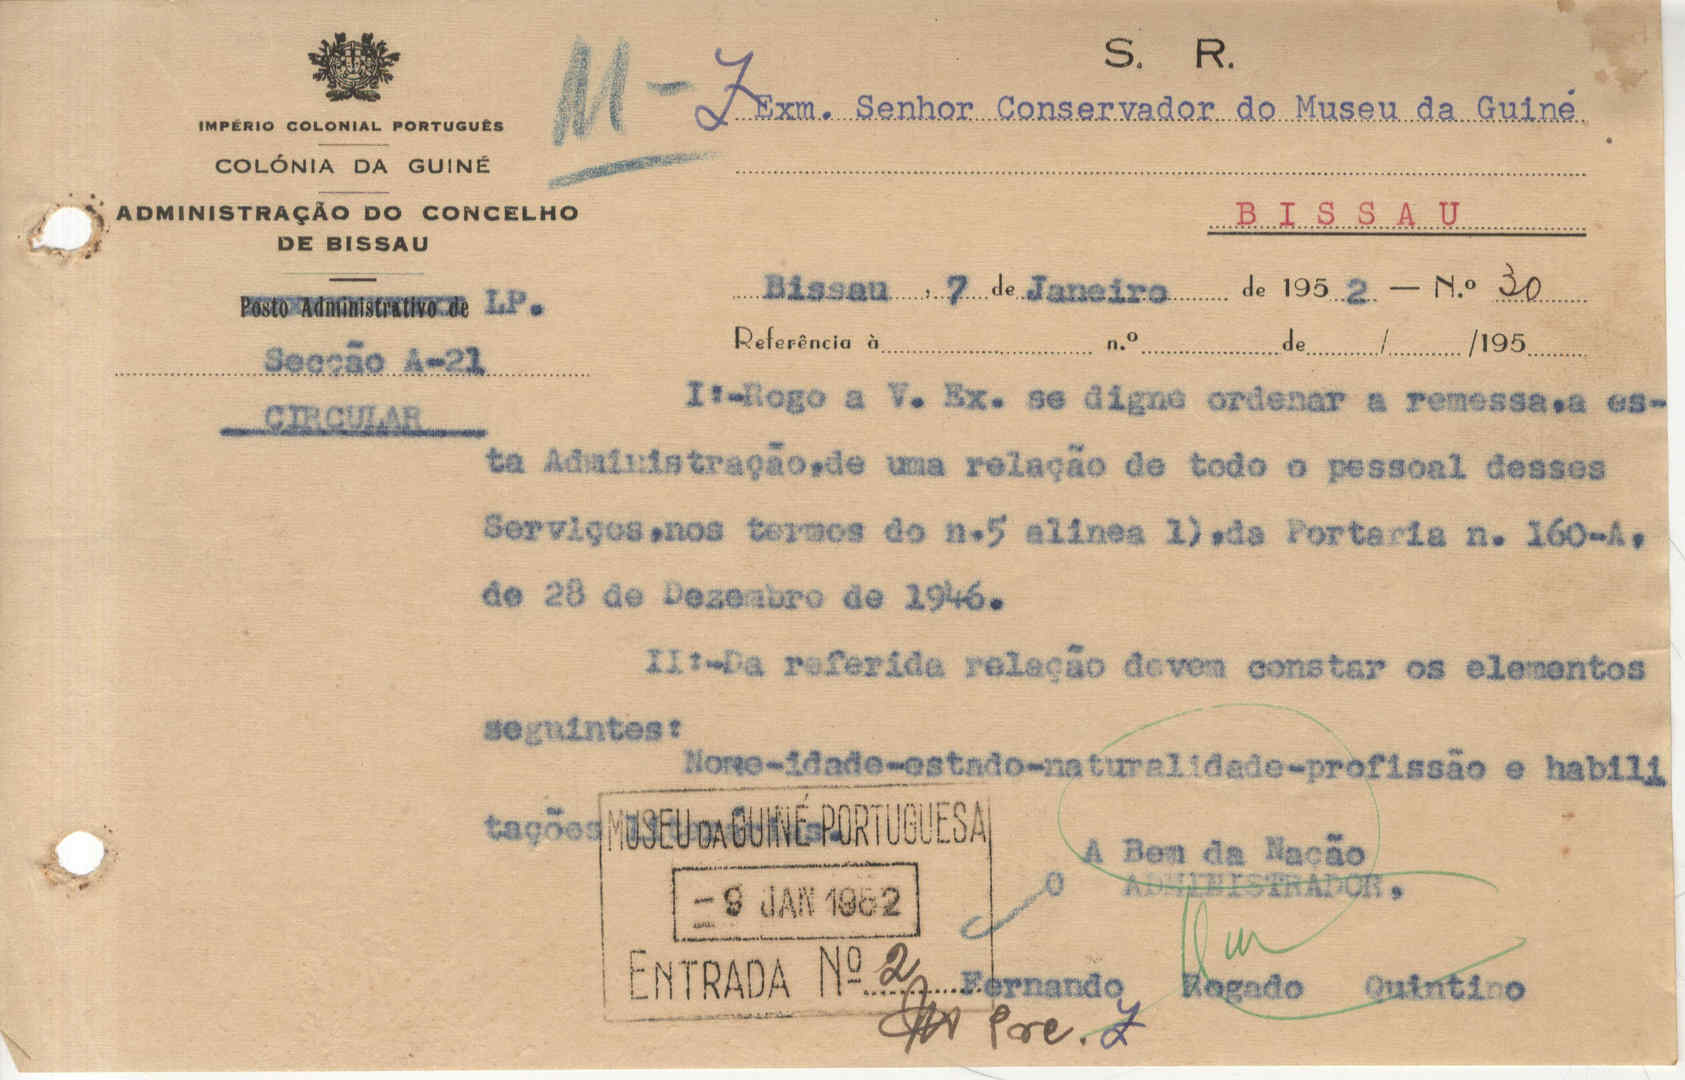 IMPÉRIO COLONIAL PORTUGUÊS
COLÓNIA DA GUINÉ
ADMINISTRAÇÃO DO CONCELHO
DE BISSAU
Posto Administrativo de LP.
Secção A-21
CIRCULAR
M - 7
S. R.
Exm. Senhor Conservador do Museu da Guiné
BISSAU
Bissau, 7 de Janeiro de 1952 — N.º 30
Referência à n.º de / /195
I:-Rogo a V. Ex. se digne ordenar a remessa,a es-
ta Administração,de uma relação de todo o pessoal desses
Serviços,nos termos do n.5 alinea 1),da Portaria n. 160-A,
de 28 de Dezembro de 1946.
II:-Da referida relação devem constar os elementos
seguintes:
Nome-idade-estado-naturalidade-profissão e habili
tações
A Bem da Nação
O ADMINISTRADOR,
Fernando Rogado Quintino
MUSEU DA GUINÉ PORTUGUESA
-9 JAN 1952
ENTRADA Nº 2